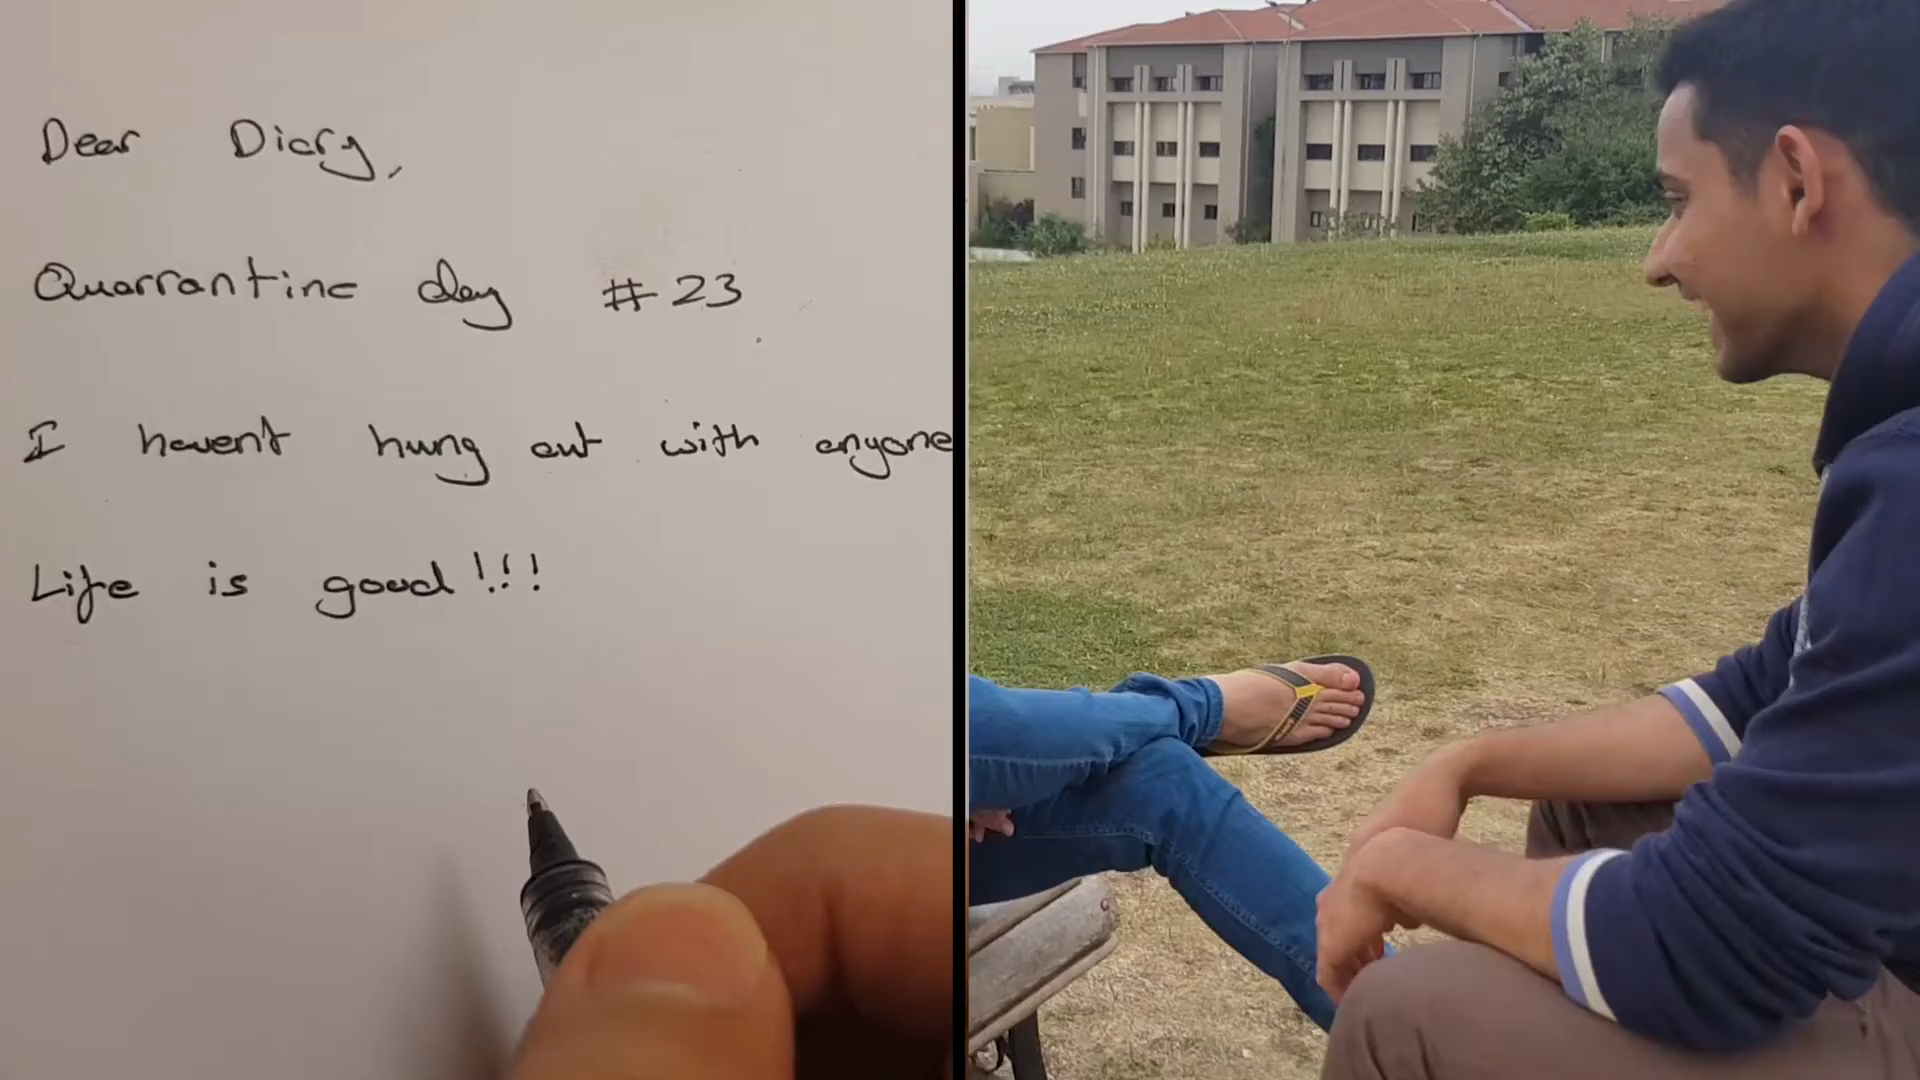 Dear Diary,
Quarrantine day #23
I havent hung out with anyone
Life is good!!!